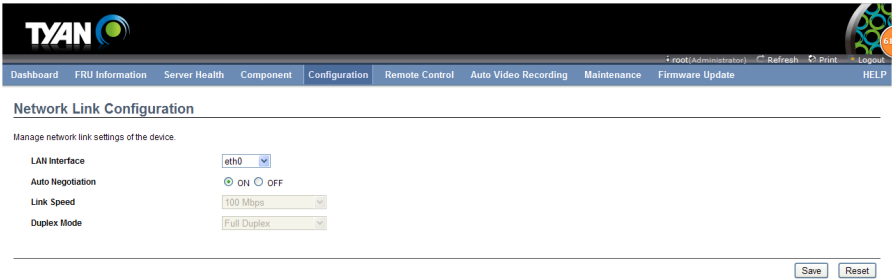 TYAN
61
root(Administrator) Refresh Print Logout
Dashboard FRU Information Server Health Component Configuration Remote Control Auto Video Recording Maintenance Firmware Update HELP
Network Link Configuration
Manage network link settings of the device.
LAN Interface eth0
Auto Negotiation ON OFF
Link Speed 100 Mbps
Duplex Mode Full Duplex
Save Reset